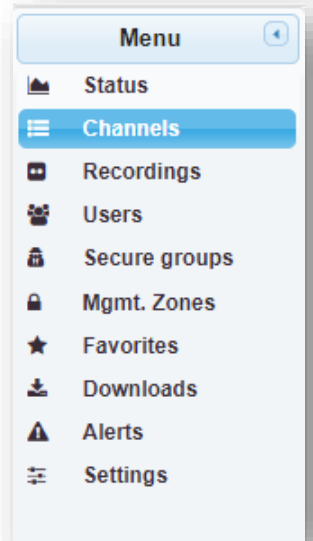 Menu
Status
Channels
Recordings
Users
Secure groups
Mgmt. Zones
Favorites
Downloads
Alerts
Settings